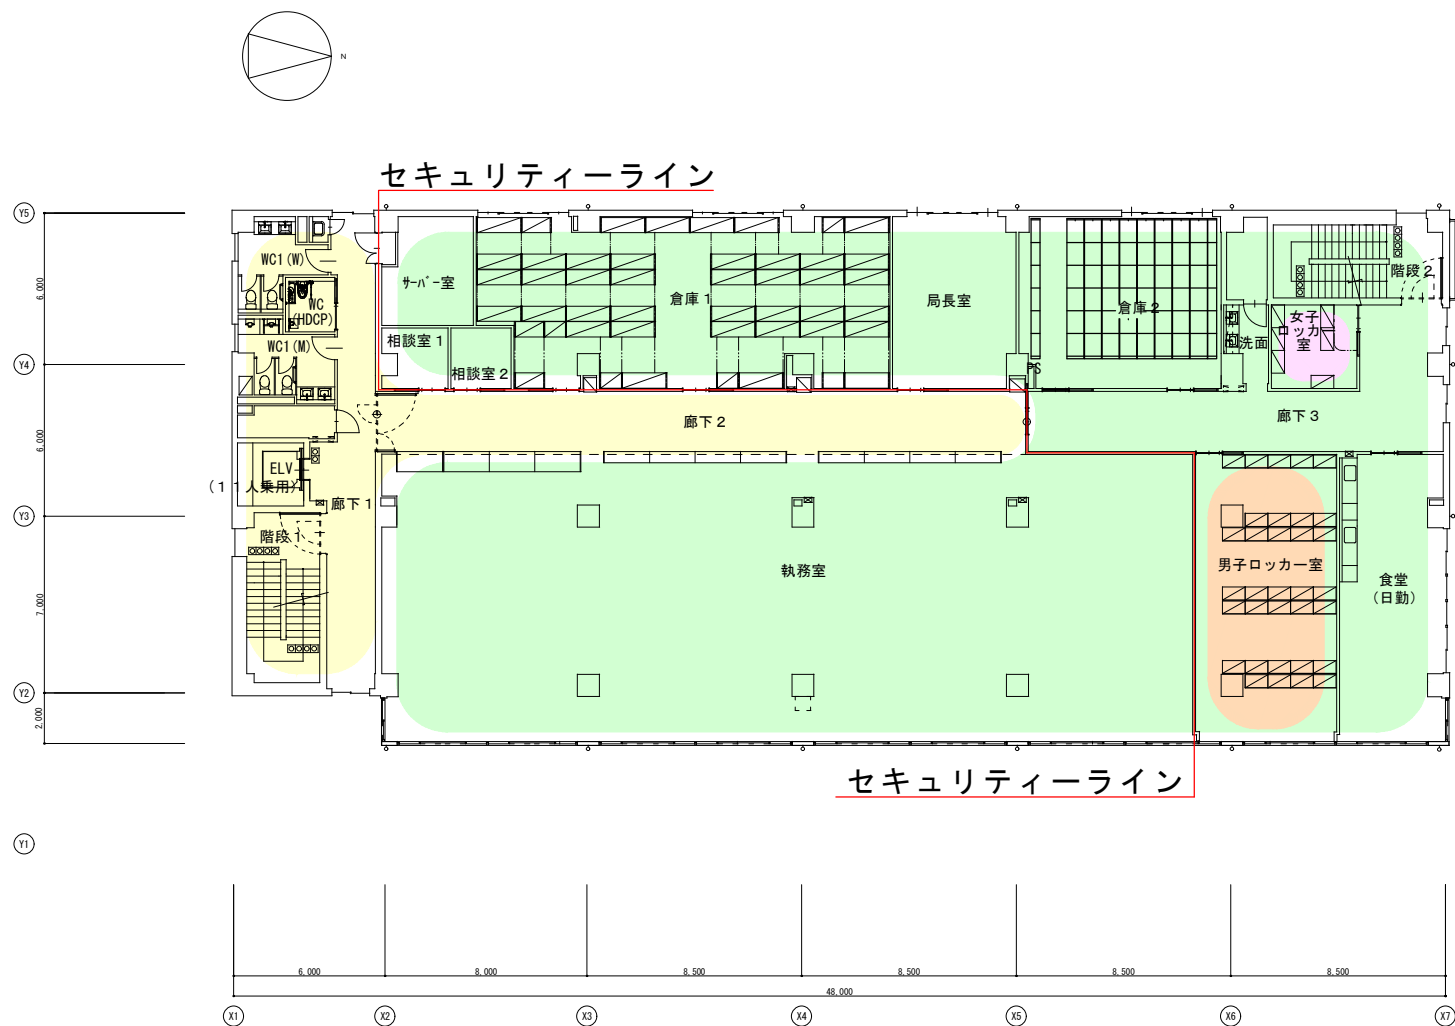 N
セキュリティーライン
Y5
WC1(W)
WC
(HDCP)
WC1(M)
サーバー室
相談室1
相談室2
倉庫1
局長室
倉庫2
階段2
女子
ロッカー
室
洗面
PS
6,000
Y4
廊下2
廊下3
6,000
ELV
(11人乗用)
廊下1
Y3
階段1
執務室
男子ロッカー室
食堂
(日勤)
7,000
Y2
2,000
セキュリティーライン
Y1
6,000
8,000
8,500
8,500
8,500
8,500
48,000
X1
X2
X3
X4
X5
X6
X7